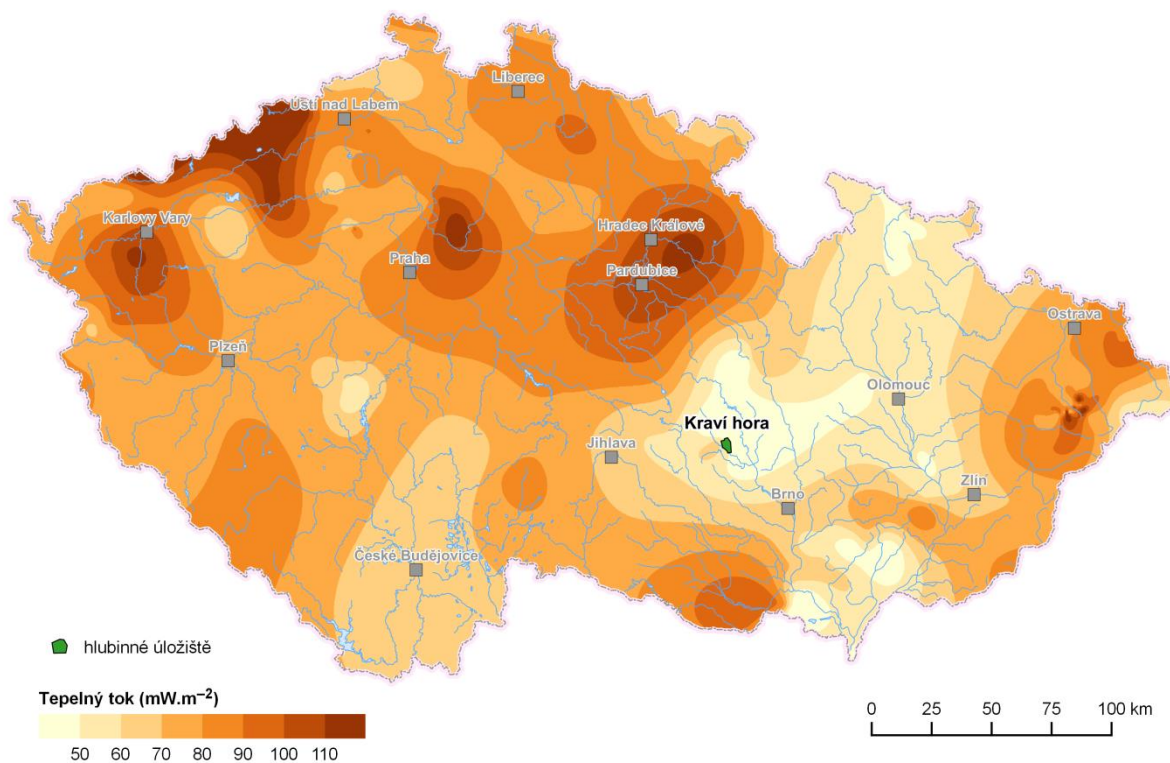 Liberec
Ústí nad Labem
Karlovy Vary
Hradec Králové
Praha
Pardubice
Ostrava
Plzeň
Olomouc
Kraví hora
Jihlava
Zlín
Brno
České Budějovice
hlubinné úložiště
Tepelný tok (mW.m⁻²)
50 60 70 80 90 100 110
0 25 50 75 100 km